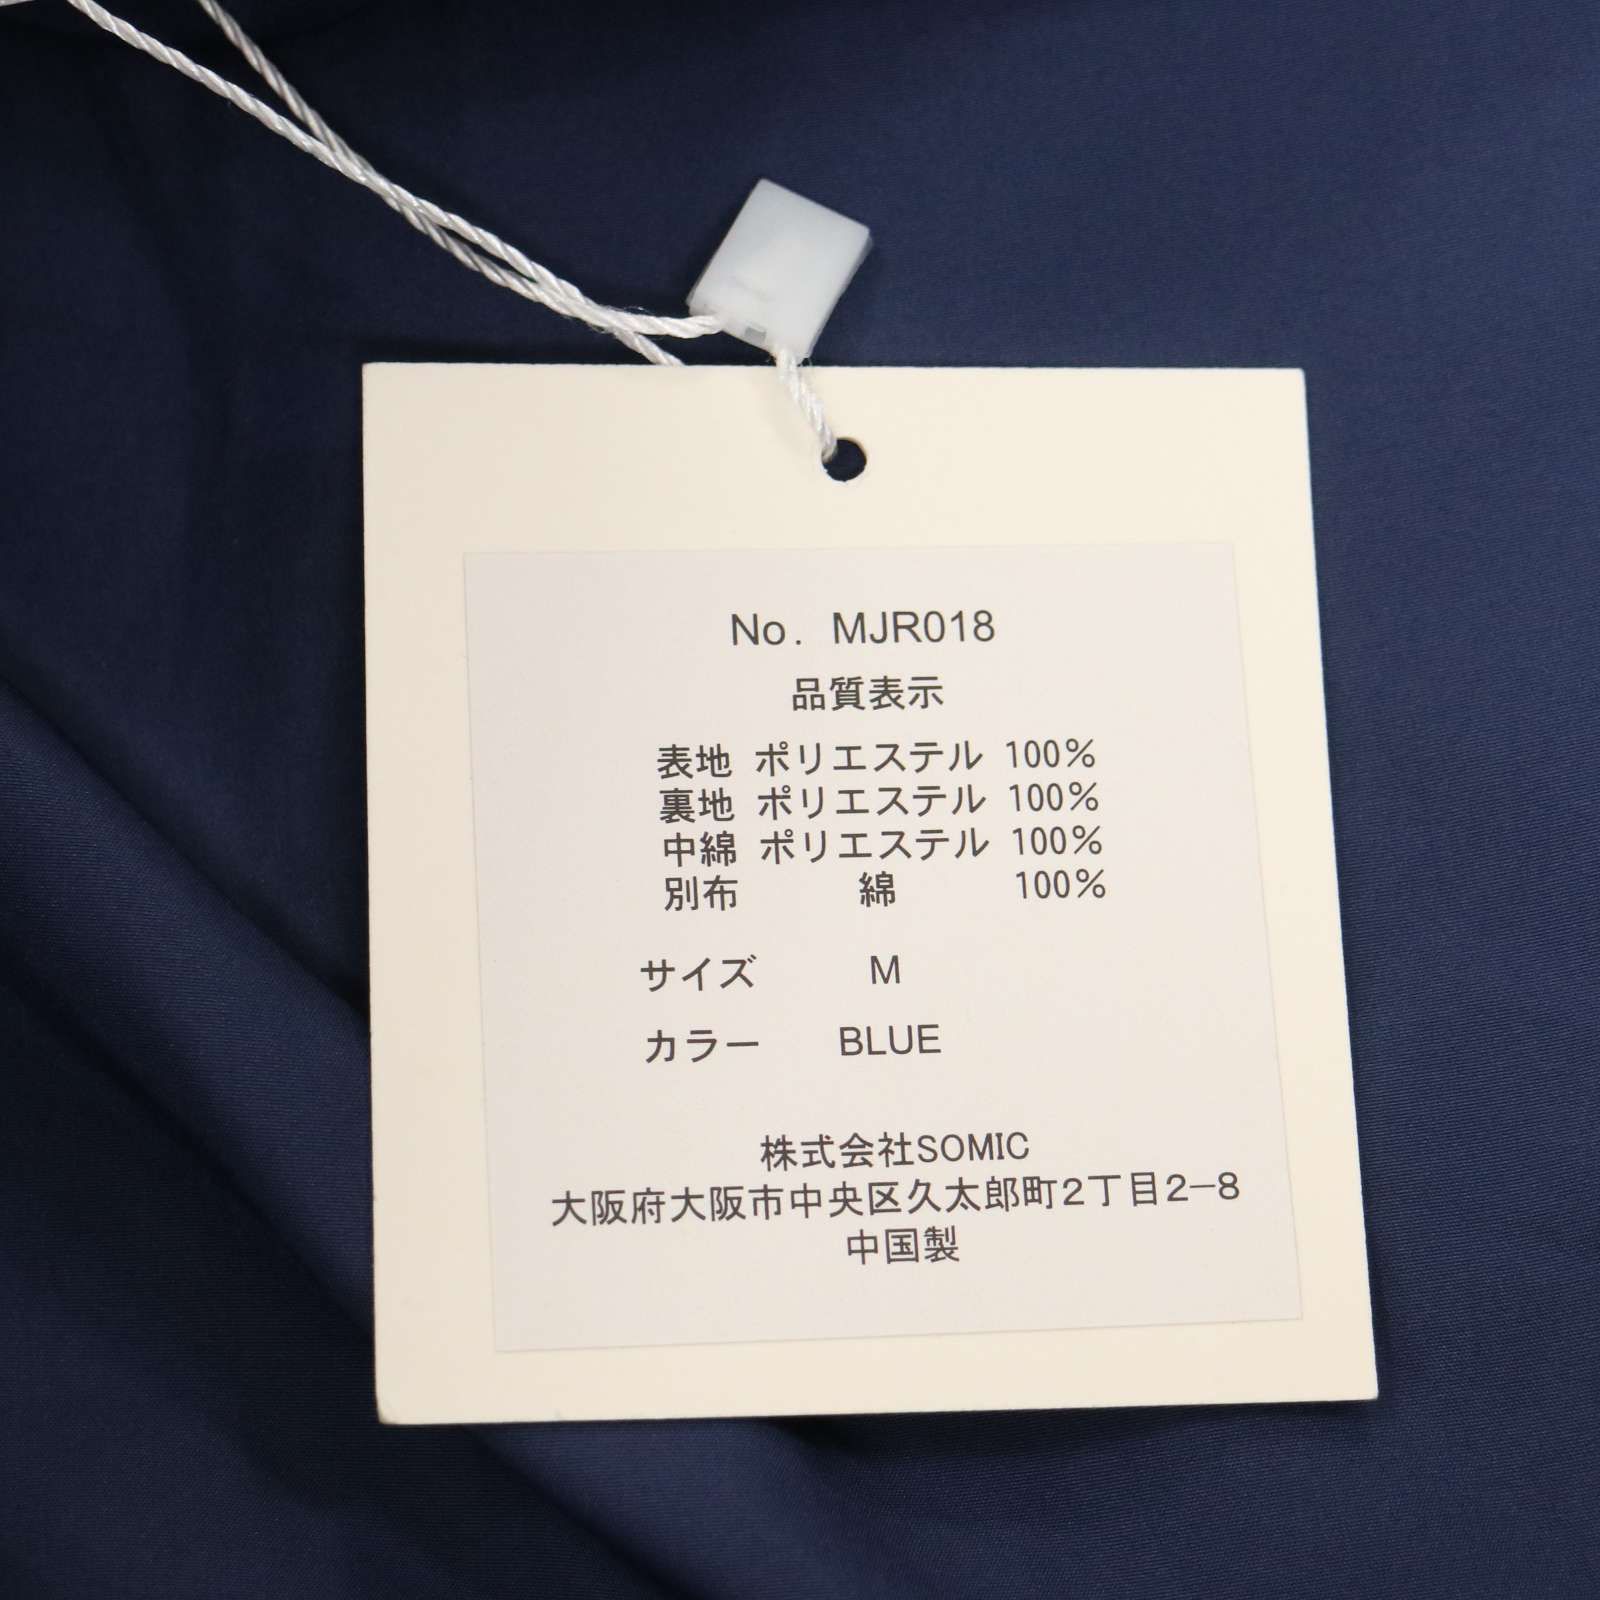 No. MJR018
品質表示
表地 ポリエステル 100%
裏地 ポリエステル 100%
中綿 ポリエステル 100%
別布 綿 100%
サイズ M
カラー BLUE
株式会社SOMIC
大阪府大阪市中央区久太郎町2丁目2-8
中国製